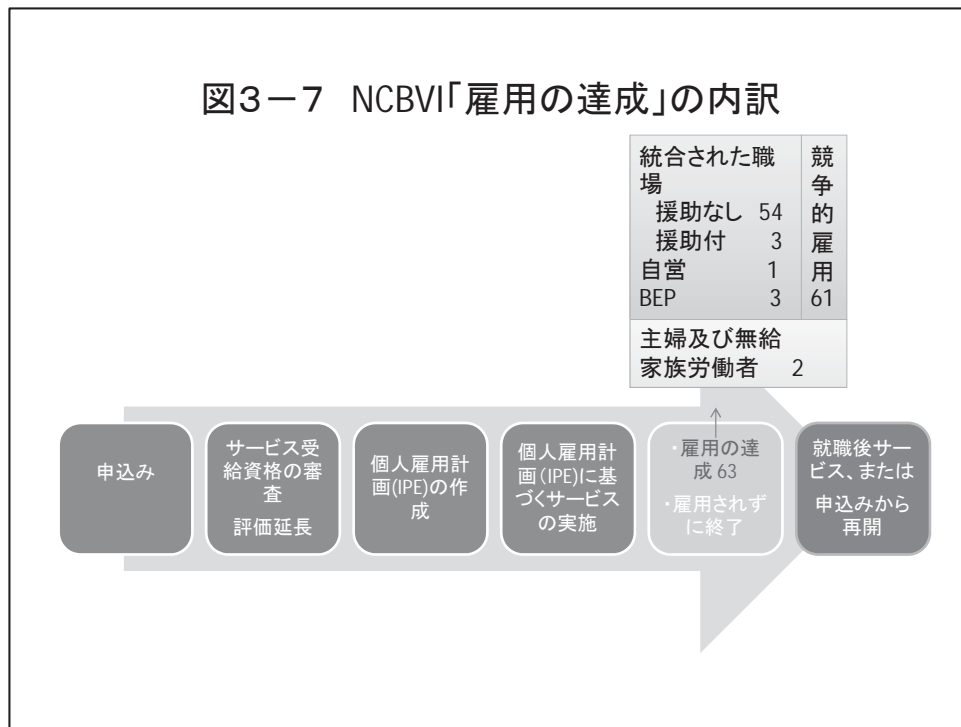 図3－7 NCBVI「雇用の達成」の内訳
統合された職
場
援助なし 54
援助付 3
自営 1
BEP 3
競
争
的
雇
用
61
主婦及び無給
家族労働者 2
申込み
サービス受
給資格の審
査
評価延長
個人雇用計
画(IPE)の作
成
個人雇用計
画(IPE)に基
づくサービス
の実施
・雇用の達
成 63
・雇用されず
に終了
就職後サー
ビス、または
申込みから
再開